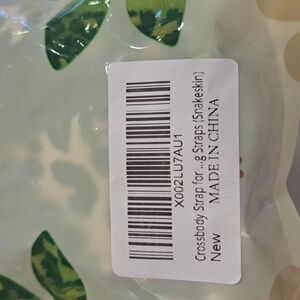 X002LU7AU1
Crossbody Strap for ...g Straps (Snakeskin)
New MADE IN CHINA